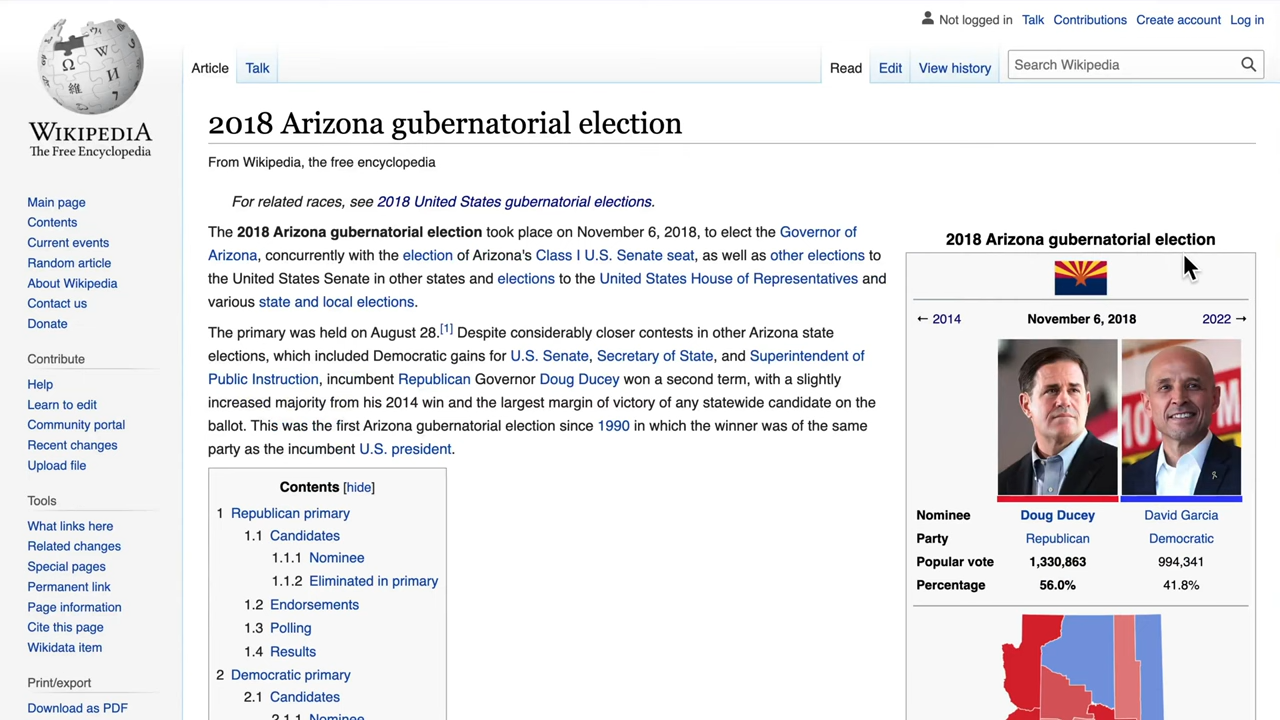 Not logged in Talk Contributions Create account Log in
Article Talk Read Edit View history Search Wikipedia
WIKIPEDIA
The Free Encyclopedia
Main page
Contents
Current events
Random article
About Wikipedia
Contact us
Donate
Contribute
Help
Learn to edit
Community portal
Recent changes
Upload file
Tools
What links here
Related changes
Special pages
Permanent link
Page information
Cite this page
Wikidata item
Print/export
Download as PDF
2018 Arizona gubernatorial election
From Wikipedia, the free encyclopedia
For related races, see 2018 United States gubernatorial elections.
The 2018 Arizona gubernatorial election took place on November 6, 2018, to elect the Governor of
Arizona, concurrently with the election of Arizona's Class I U.S. Senate seat, as well as other elections to
the United States Senate in other states and elections to the United States House of Representatives and
various state and local elections.
The primary was held on August 28.[1] Despite considerably closer contests in other Arizona state
elections, which included Democratic gains for U.S. Senate, Secretary of State, and Superintendent of
Public Instruction, incumbent Republican Governor Doug Ducey won a second term, with a slightly
increased majority from his 2014 win and the largest margin of victory of any statewide candidate on the
ballot. This was the first Arizona gubernatorial election since 1990 in which the winner was of the same
party as the incumbent U.S. president.
Contents [hide]
1 Republican primary
1.1 Candidates
1.1.1 Nominee
1.1.2 Eliminated in primary
1.2 Endorsements
1.3 Polling
1.4 Results
2 Democratic primary
2.1 Candidates
2.1.1 Nominee
2018 Arizona gubernatorial election
← 2014 November 6, 2018 2022 →
Nominee Doug Ducey David Garcia
Party Republican Democratic
Popular vote 1,330,863 994,341
Percentage 56.0% 41.8%